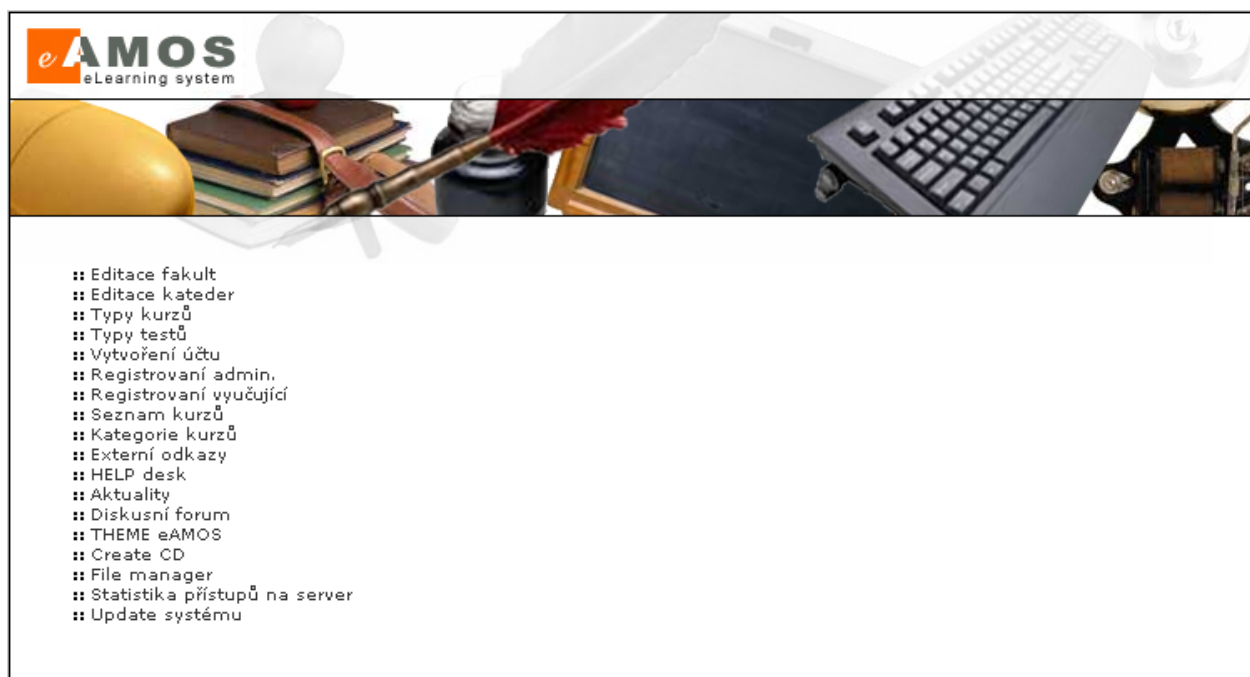 eAMOS
eLearning system
:: Editace fakult
:: Editace kateder
:: Typy kurzů
:: Typy testů
:: Vytvoření účtu
:: Registrovaní admin.
:: Registrovaní vyučující
:: Seznam kurzů
:: Kategorie kurzů
:: Externí odkazy
:: HELP desk
:: Aktuality
:: Diskusní forum
:: THEME eAMOS
:: Create CD
:: File manager
:: Statistika přístupů na server
:: Update systému